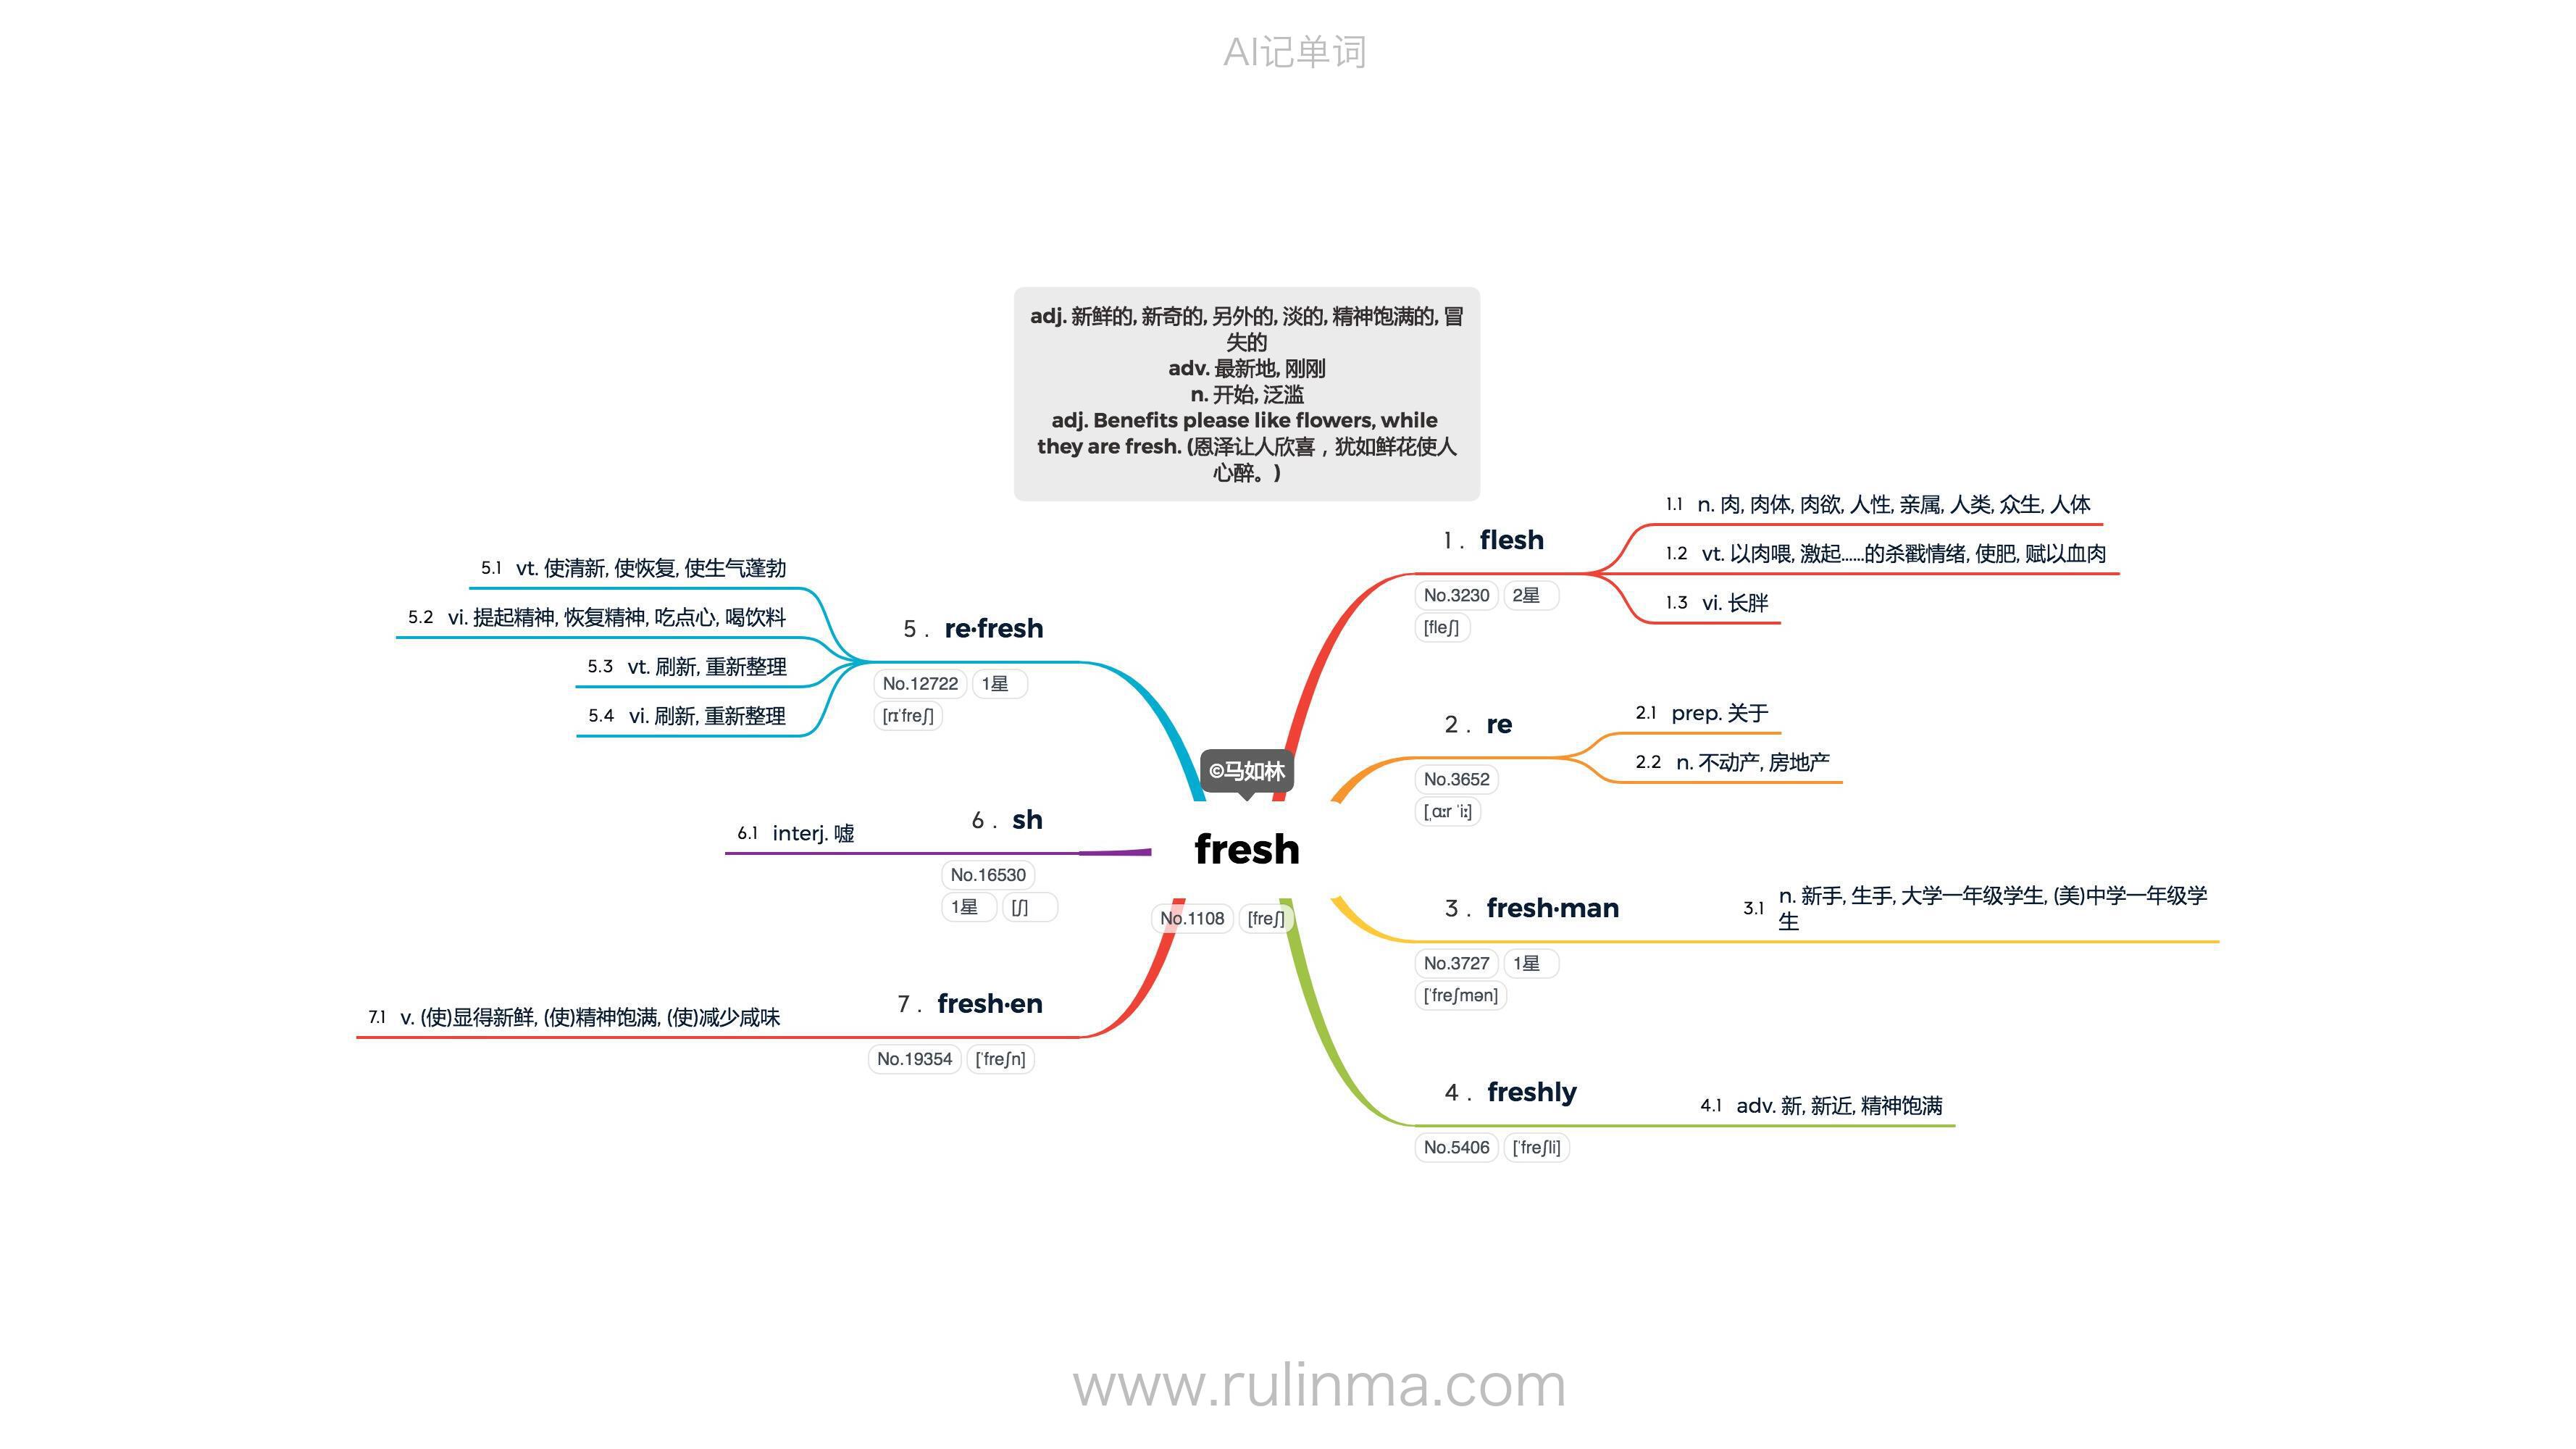 AI记单词
adj. 新鲜的, 新奇的, 另外的, 淡的, 精神饱满的, 冒
失的
adv. 最新地, 刚刚
n. 开始, 泛滥
adj. Benefits please like flowers, while
they are fresh. (恩泽让人欣喜，犹如鲜花使人
心醉。)
©马如林
fresh
No.1108 [freʃ]
1. flesh
No.3230 2星
[fleʃ]
1.1 n. 肉, 肉体, 肉欲, 人性, 亲属, 人类, 众生, 人体
1.2 vt. 以肉喂, 激起......的杀戳情绪, 使肥, 赋以血肉
1.3 vi. 长胖
2. re
No.3652
[ˌɑːr ˈiː]
2.1 prep. 关于
2.2 n. 不动产, 房地产
3. fresh·man
No.3727 1星
[ˈfreʃmən]
3.1 n. 新手, 生手, 大学一年级学生, (美)中学一年级学
生
4. freshly
No.5406 [ˈfreʃli]
4.1 adv. 新, 新近, 精神饱满
5. re·fresh
No.12722 1星
[rɪˈfreʃ]
5.1 vt. 使清新, 使恢复, 使生气蓬勃
5.2 vi. 提起精神, 恢复精神, 吃点心, 喝饮料
5.3 vt. 刷新, 重新整理
5.4 vi. 刷新, 重新整理
6. sh
No.16530
1星 [ʃ]
6.1 interj. 嘘
7. fresh·en
No.19354 [ˈfreʃn]
7.1 v. (使)显得新鲜, (使)精神饱满, (使)减少咸味
www.rulinma.com